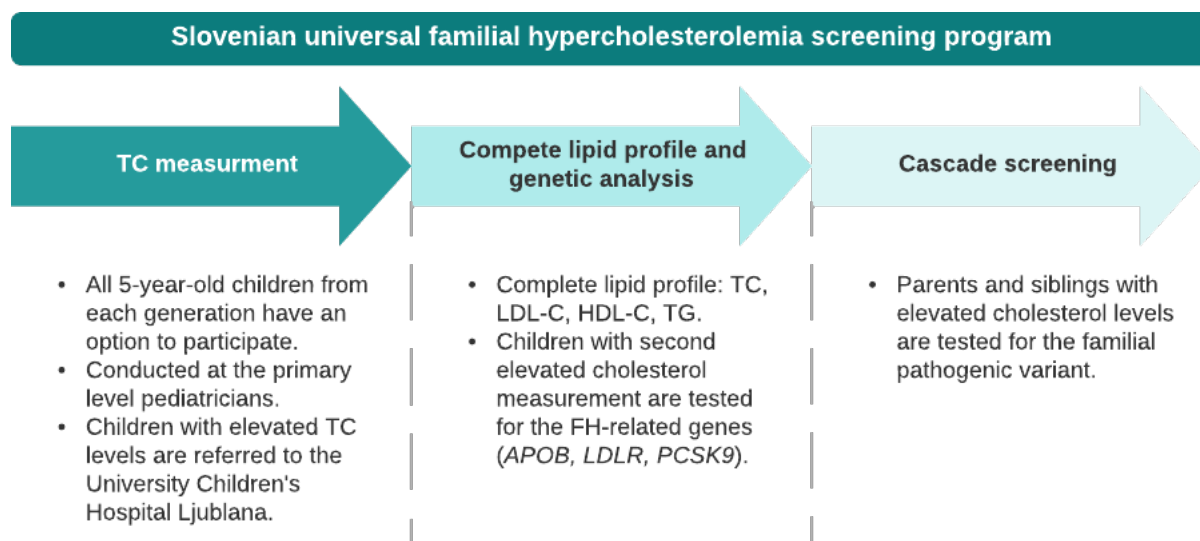 Slovenian universal familial hypercholesterolemia screening program
TC measurment
Compete lipid profile and
genetic analysis
Cascade screening
• All 5-year-old children from
each generation have an
option to participate.
• Conducted at the primary
level pediatricians.
• Children with elevated TC
levels are referred to the
University Children's
Hospital Ljublana.
• Complete lipid profile: TC,
LDL-C, HDL-C, TG.
• Children with second
elevated cholesterol
measurement are tested
for the FH-related genes
(APOB, LDLR, PCSK9).
• Parents and siblings with
elevated cholesterol levels
are tested for the familial
pathogenic variant.